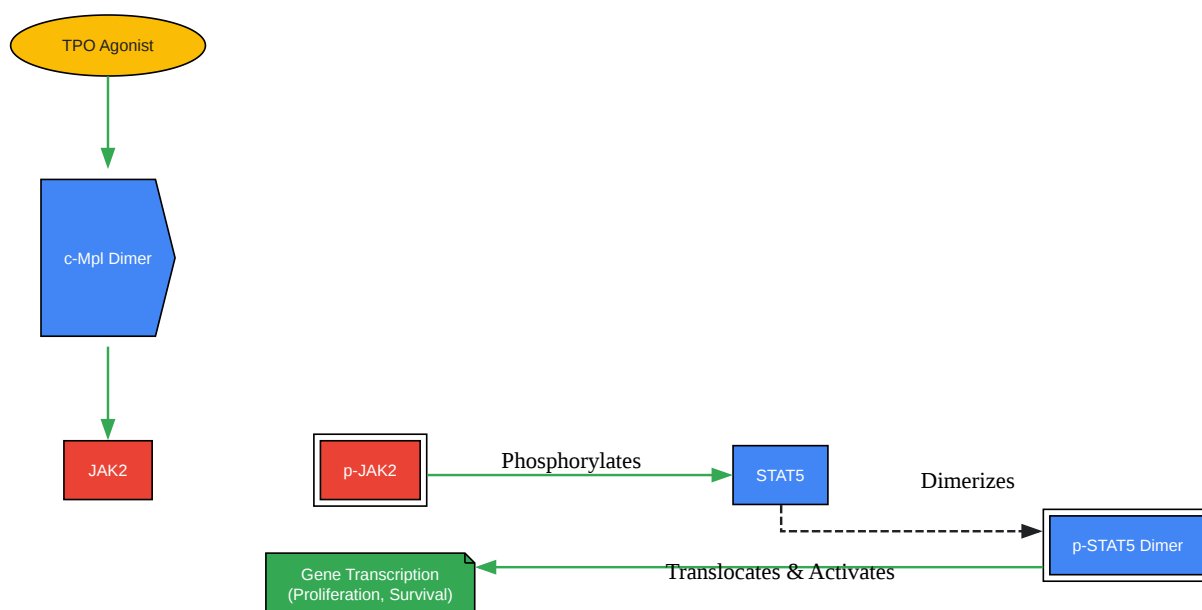 TPO Agonist
c-Mpl Dimer
JAK2
p-JAK2
Phosphorylates
STAT5
Dimerizes
p-STAT5 Dimer
Translocates & Activates
Gene Transcription
(Proliferation, Survival)